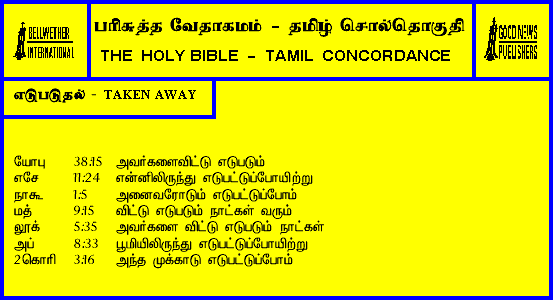 BELLWETHER
INTERNATIONAL
பரிசுத்த வேதாகமம் - தமிழ் சொல்தொகுதி
THE HOLY BIBLE - TAMIL CONCORDANCE
GOOD NEWS
PUBLISHERS
எடுபடுதல் - TAKEN AWAY
யோபு 38:15 அவர்களைவிட்டு எடுபடும்
எசே 11:24 என்னிலிருந்து எடுபட்டுப்போயிற்று
நாகூ 1:5 அனைவரோடும் எடுபட்டுப்போம்
மத் 9:15 விட்டு எடுபடும் நாட்கள் வரும்
லூக் 5:35 அவர்களை விட்டு எடுபடும் நாட்கள்
அப் 8:33 பூமியிலிருந்து எடுபட்டுப்போயிற்று
2கொரி 3:16 அந்த முக்காடு எடுபட்டுப்போம்